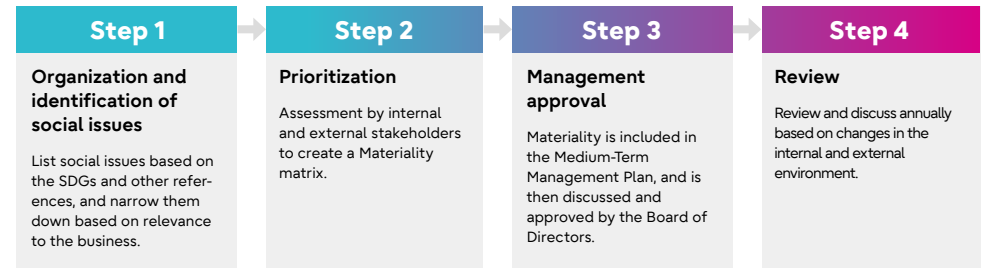 Step 1
Organization and
identification of
social issues
List social issues based on
the SDGs and other refer-
ences, and narrow them
down based on relevance
to the business.
Step 2
Prioritization
Assessment by internal
and external stakeholders
to create a Materiality
matrix.
Step 3
Management
approval
Materiality is included in
the Medium-Term
Management Plan, and is
then discussed and
approved by the Board of
Directors.
Step 4
Review
Review and discuss annually
based on changes in the
internal and external
environment.